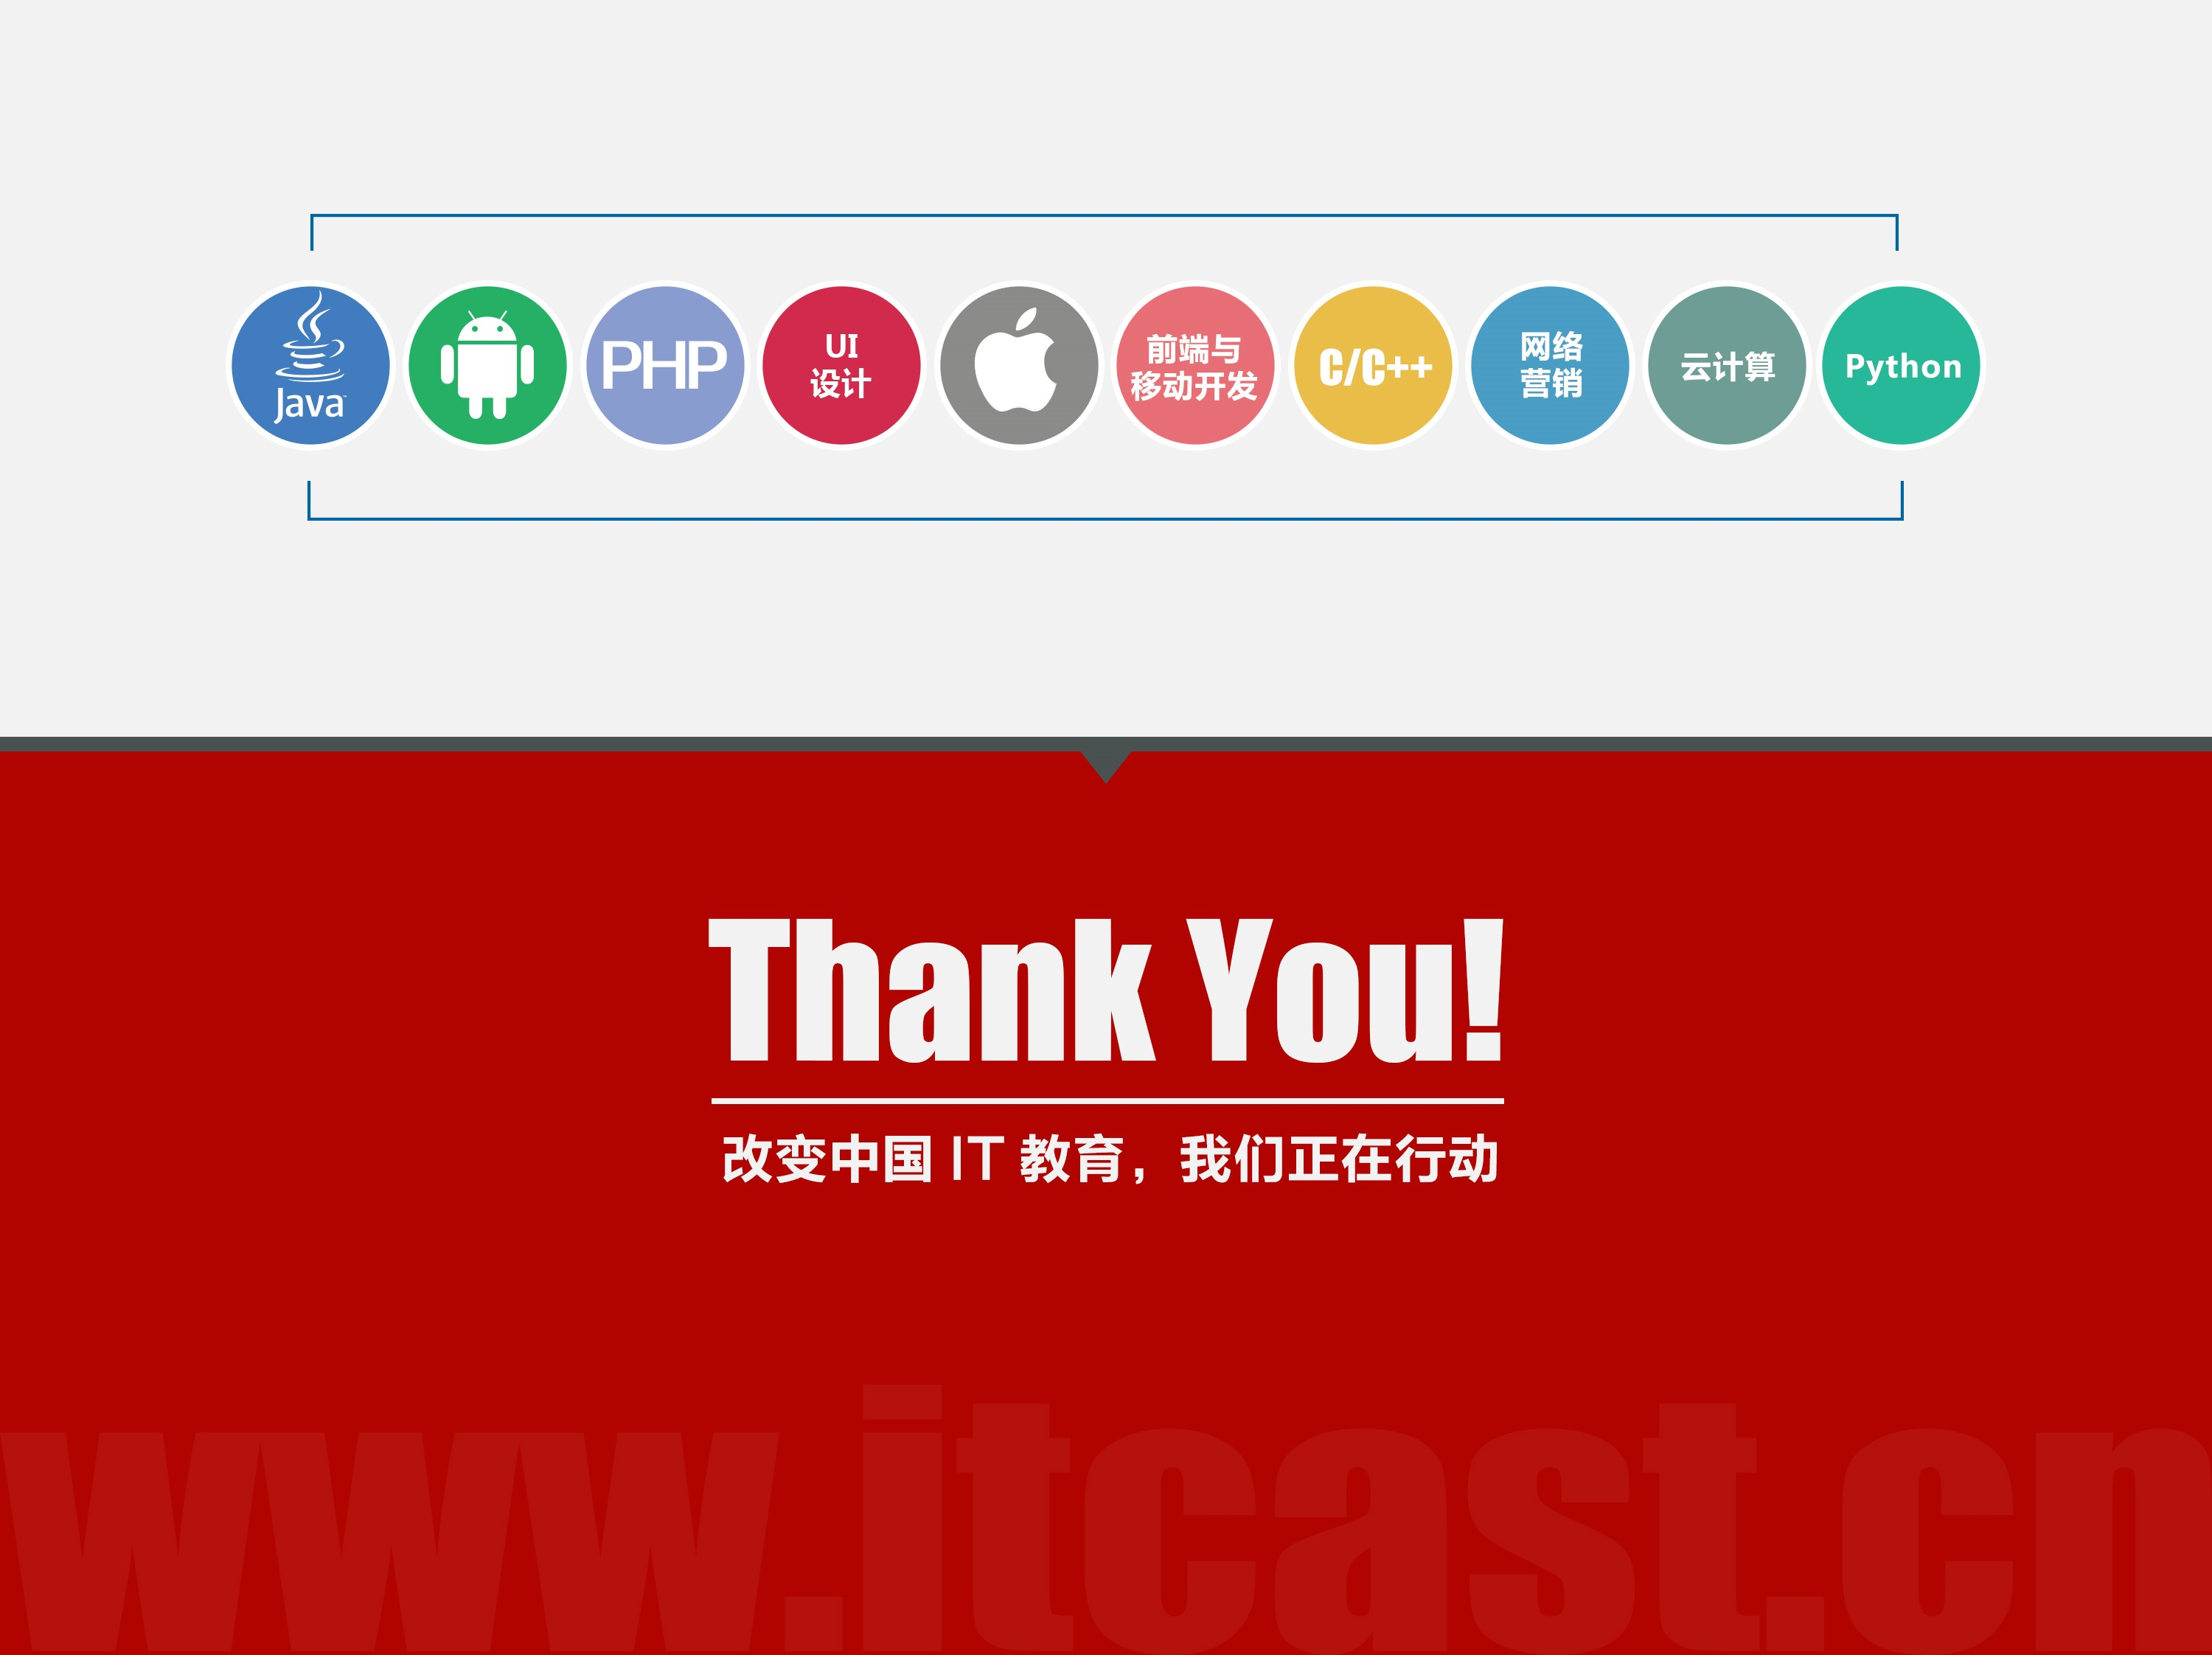 Java
PHP
UI
设计
前端与
移动开发
C/C++
网络
营销
云计算
Python
Thank You!
改变中国 IT 教育，我们正在行动
www.itcast.cn